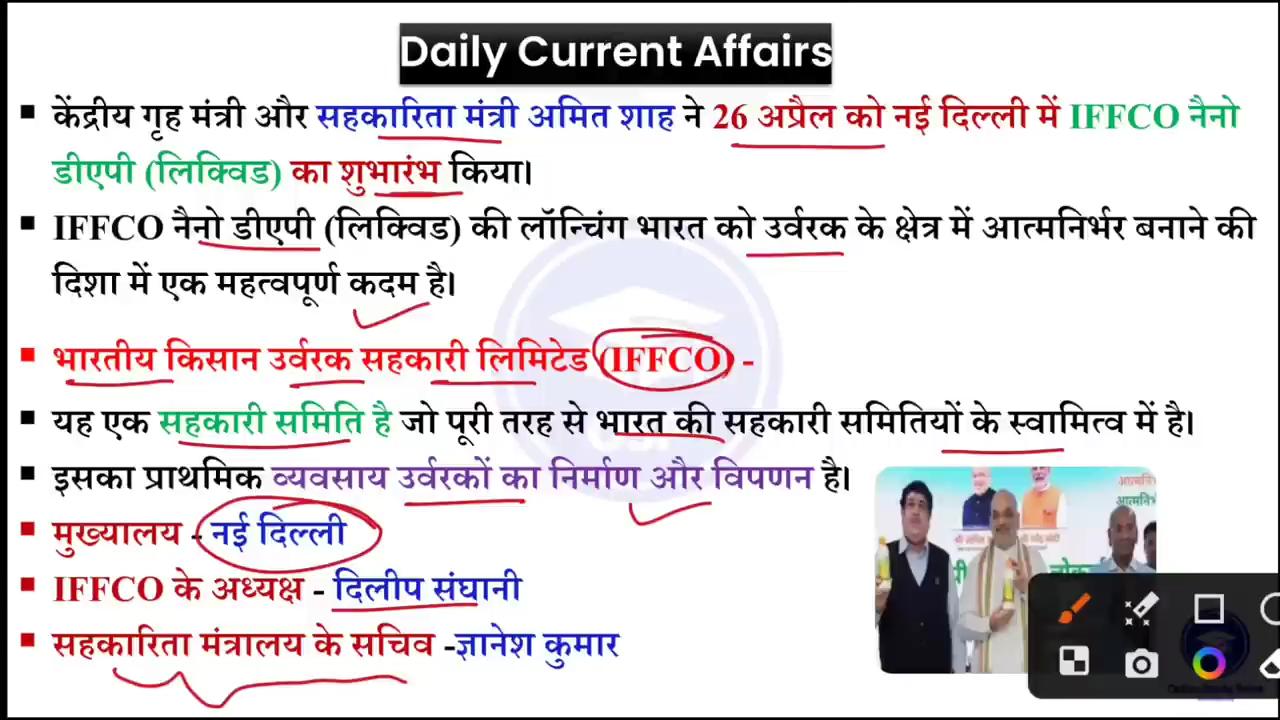 Daily Current Affairs
▪ केंद्रीय गृह मंत्री और सहकारिता मंत्री अमित शाह ने 26 अप्रैल को नई दिल्ली में IFFCO नैनो
डीएपी (लिक्विड) का शुभारंभ किया।
▪ IFFCO नैनो डीएपी (लिक्विड) की लॉन्चिंग भारत को उर्वरक के क्षेत्र में आत्मनिर्भर बनाने की
दिशा में एक महत्वपूर्ण कदम है।
▪ भारतीय किसान उर्वरक सहकारी लिमिटेड (IFFCO) -
▪ यह एक सहकारी समिति है जो पूरी तरह से भारत की सहकारी समितियों के स्वामित्व में है।
▪ इसका प्राथमिक व्यवसाय उर्वरकों का निर्माण और विपणन है।
▪ मुख्यालय - नई दिल्ली
▪ IFFCO के अध्यक्ष - दिलीप संघानी
▪ सहकारिता मंत्रालय के सचिव -ज्ञानेश कुमार
आत्मनिर्भ